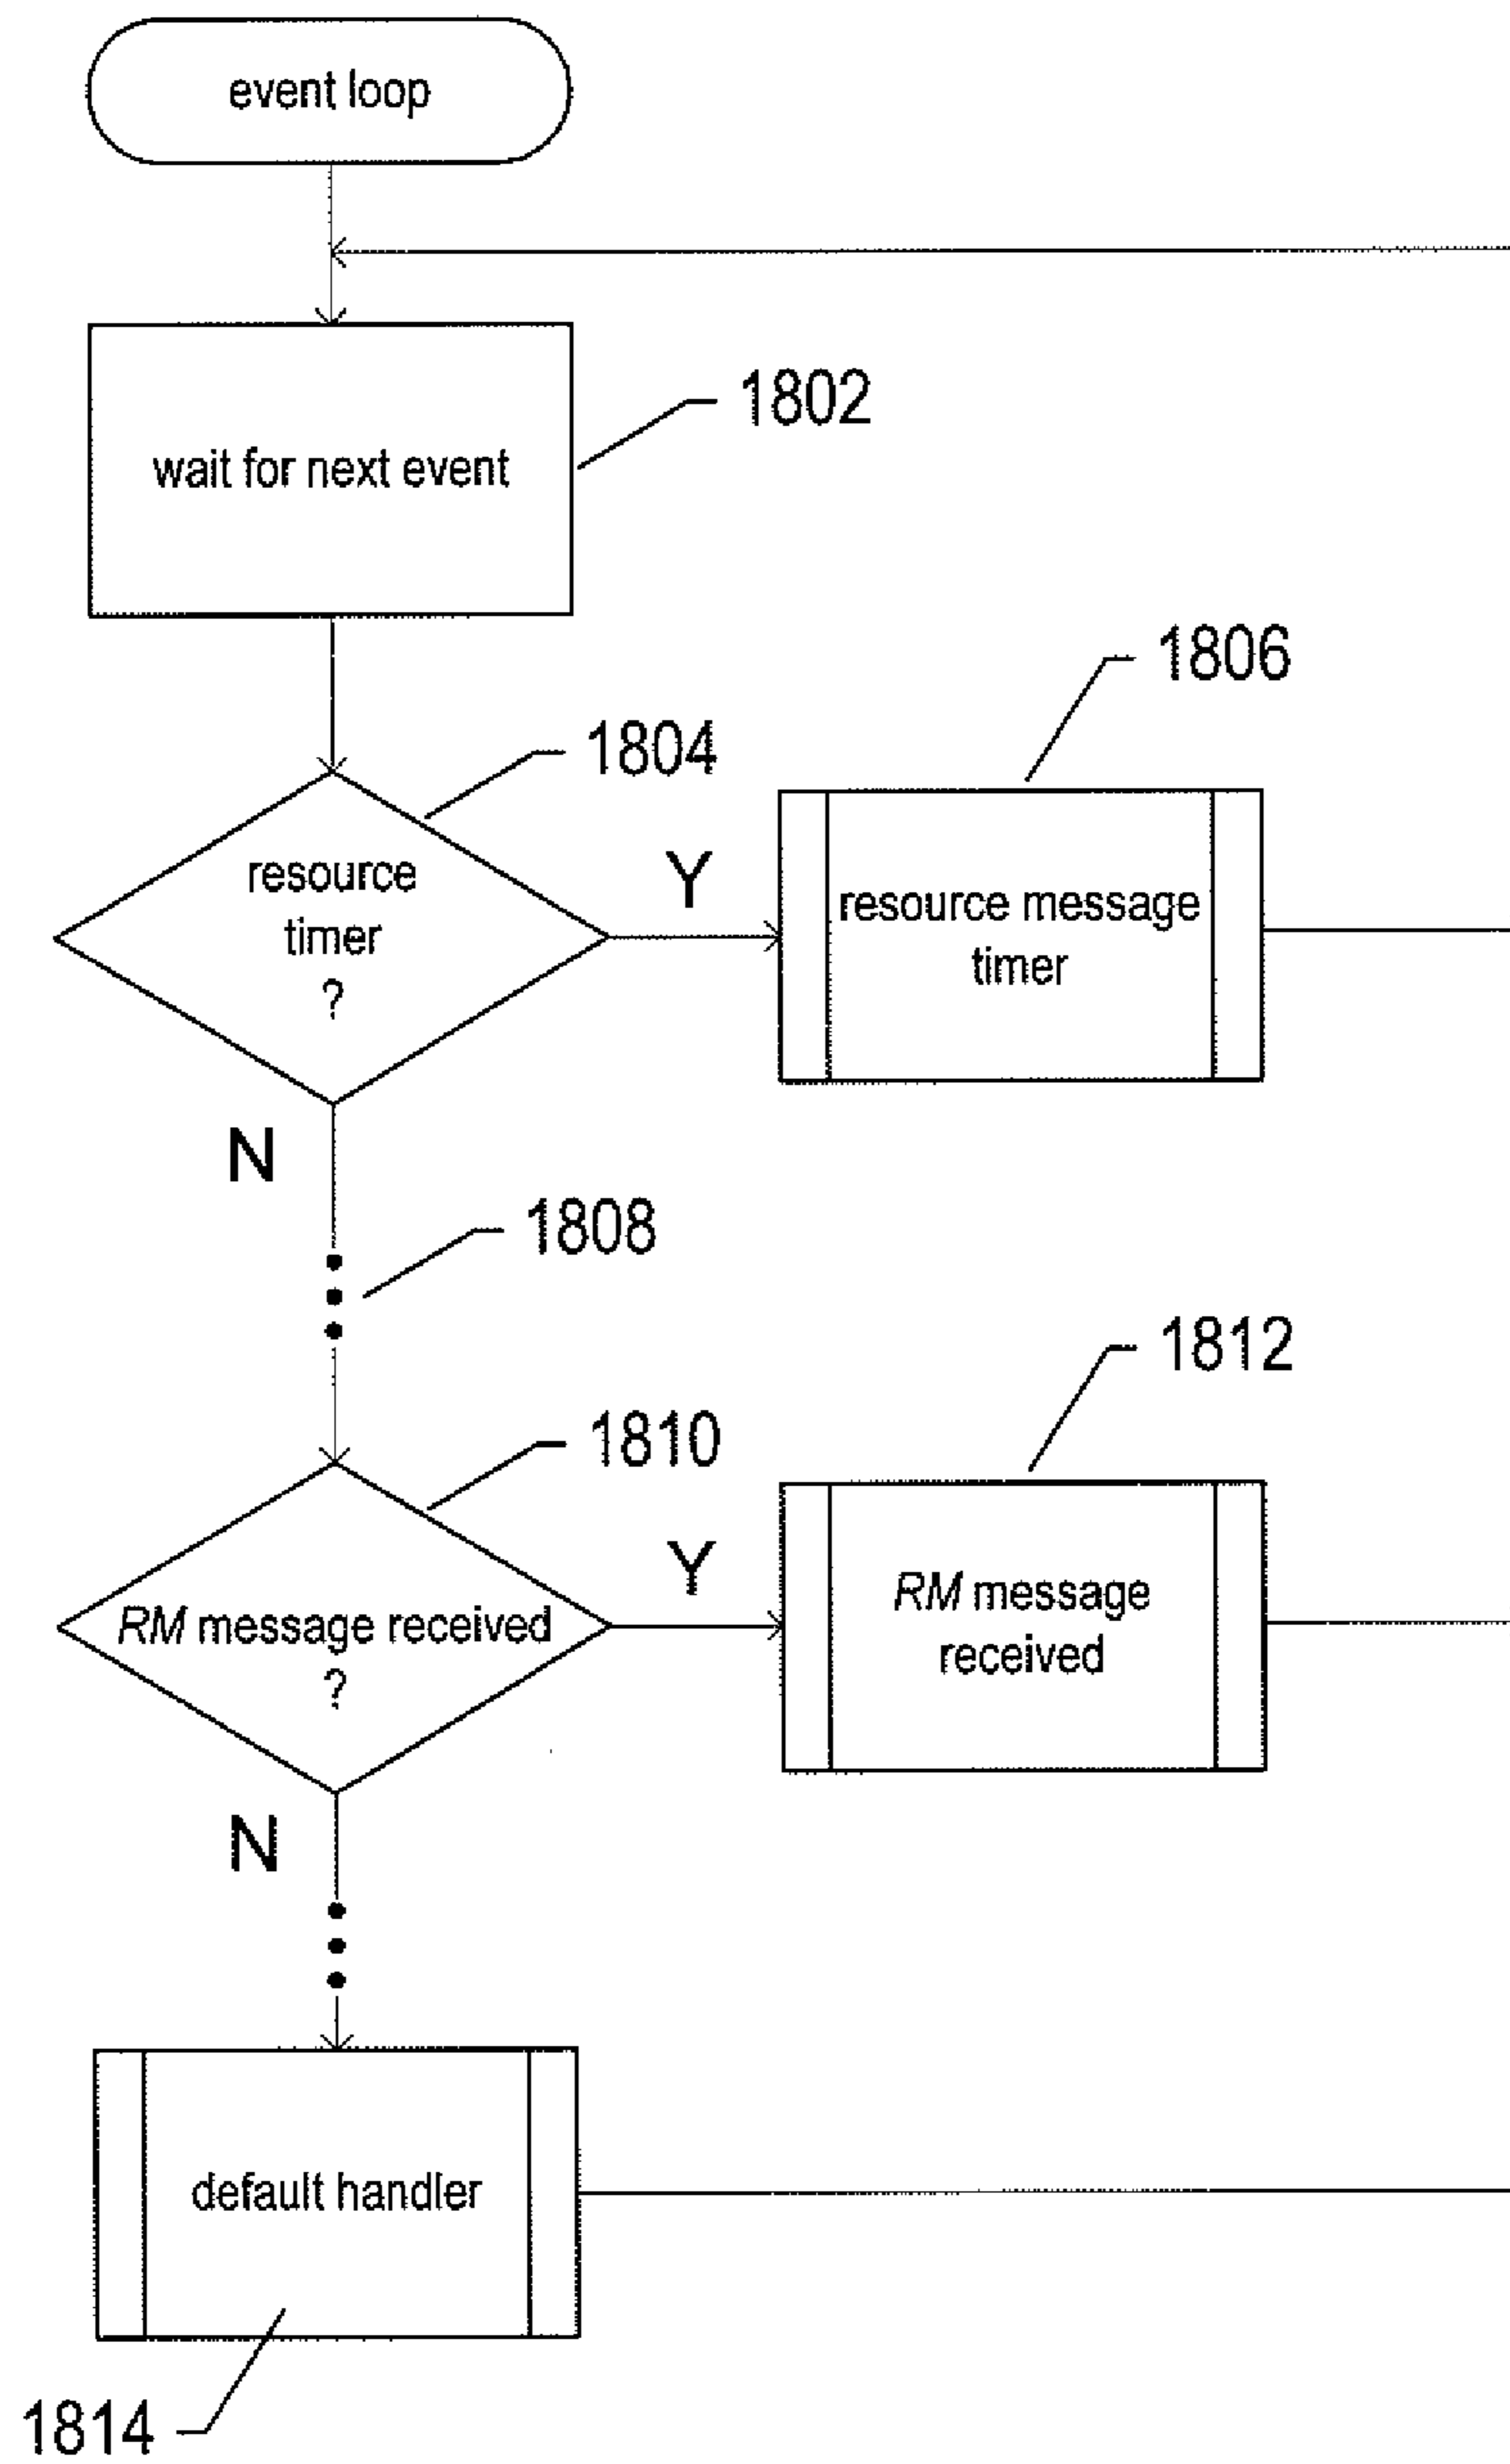 event loop
wait for next event
1802
1804
resource
timer
?
Y
1806
resource message
timer
N
1808
1810
RM message received
?
Y
1812
RM message
received
N
default handler
1814